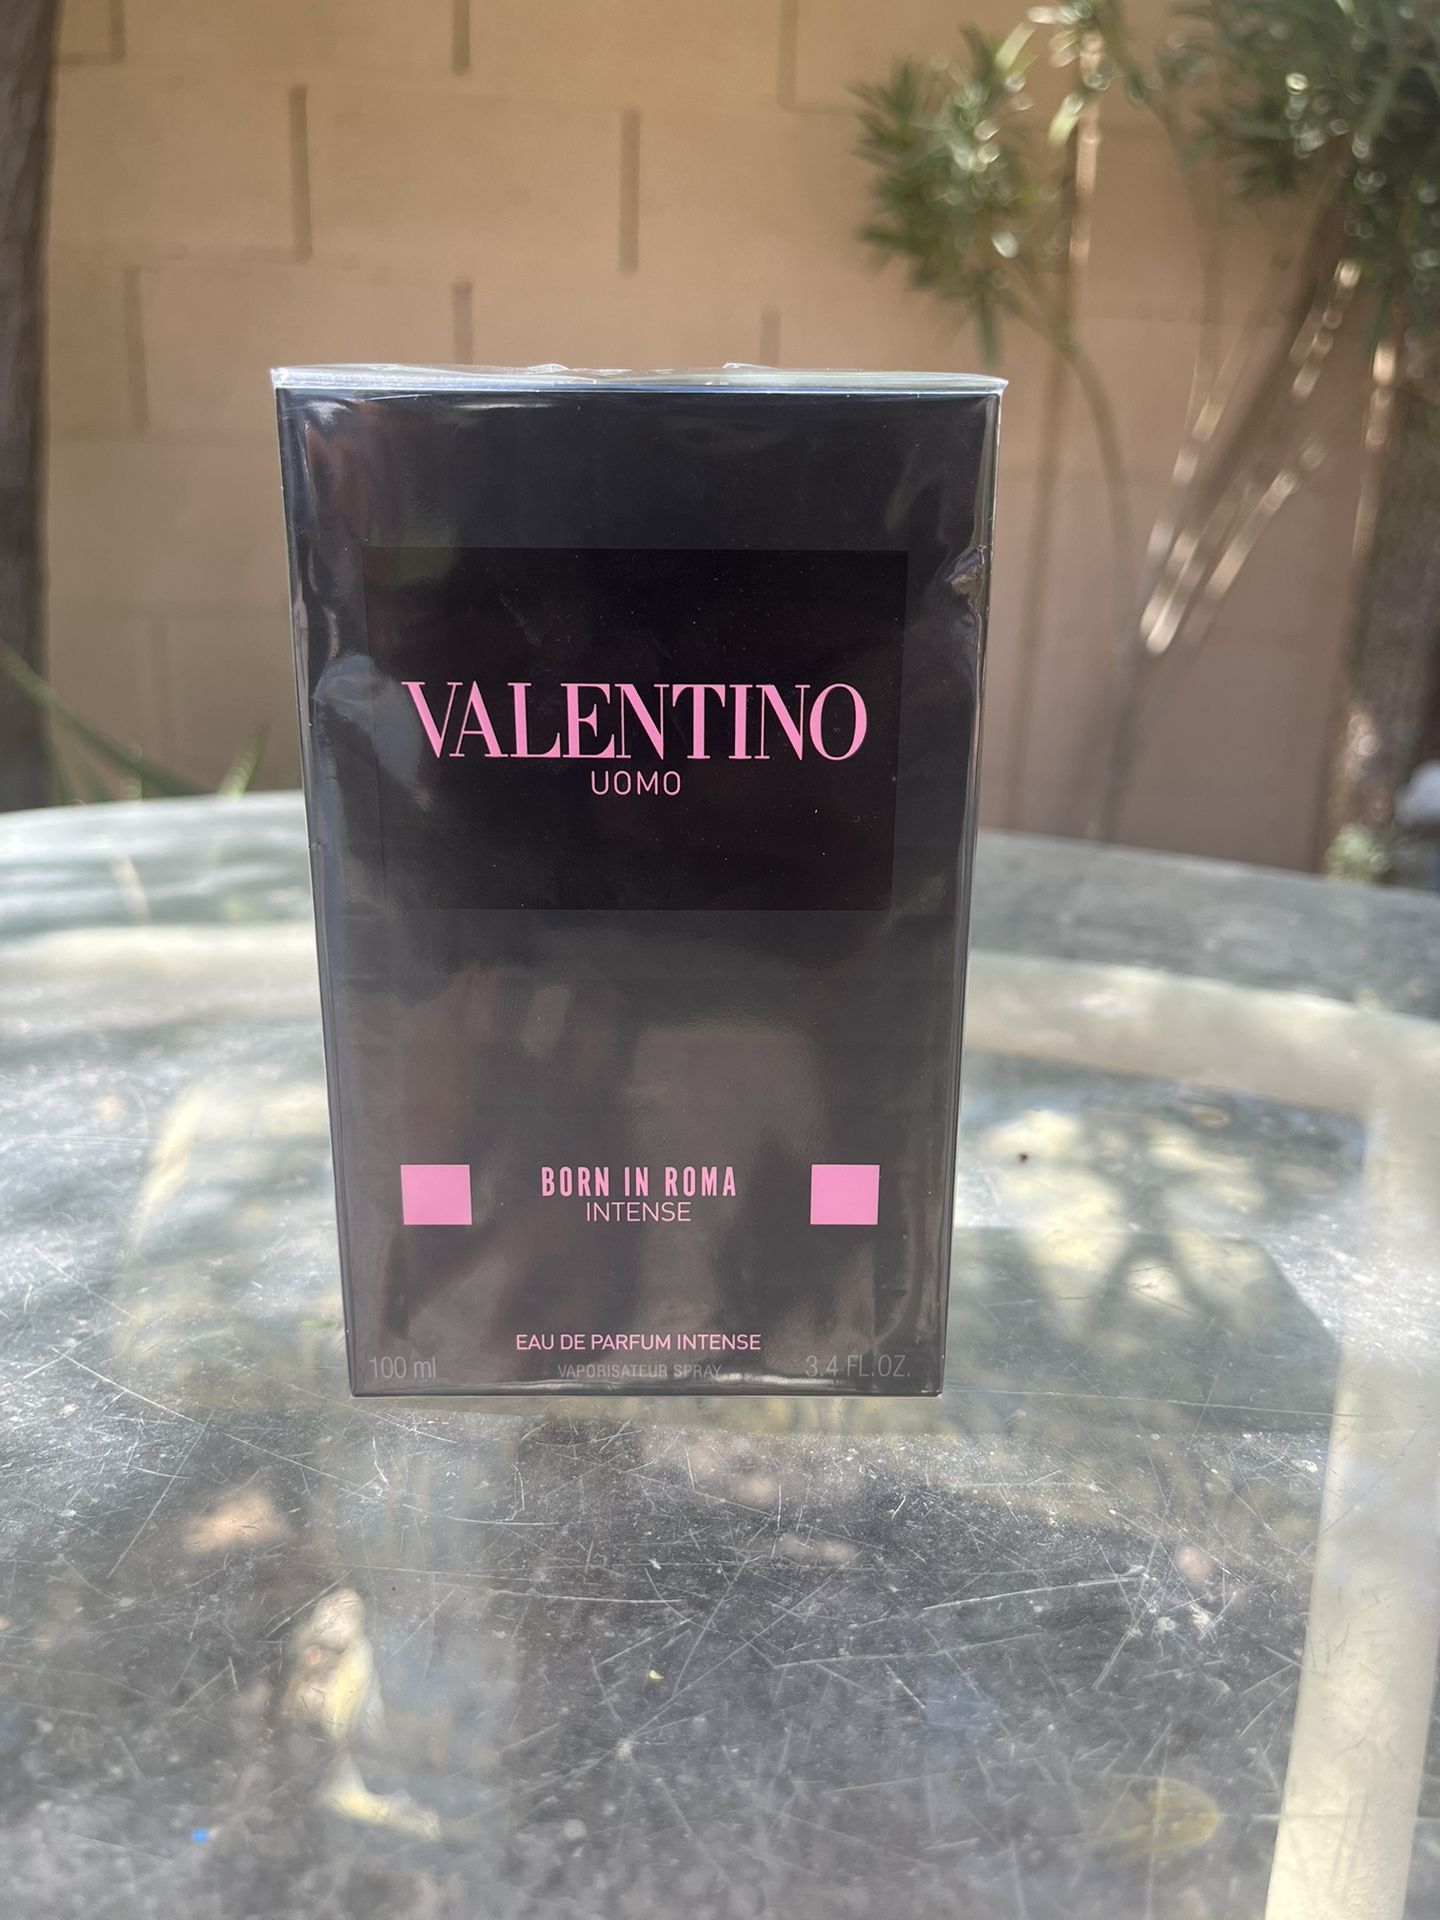 VALENTINO
UOMO
BORN IN ROMA
INTENSE
EAU DE PARFUM INTENSE
100 ml VAPORISATEUR SPRAY 3.4 FL.OZ.